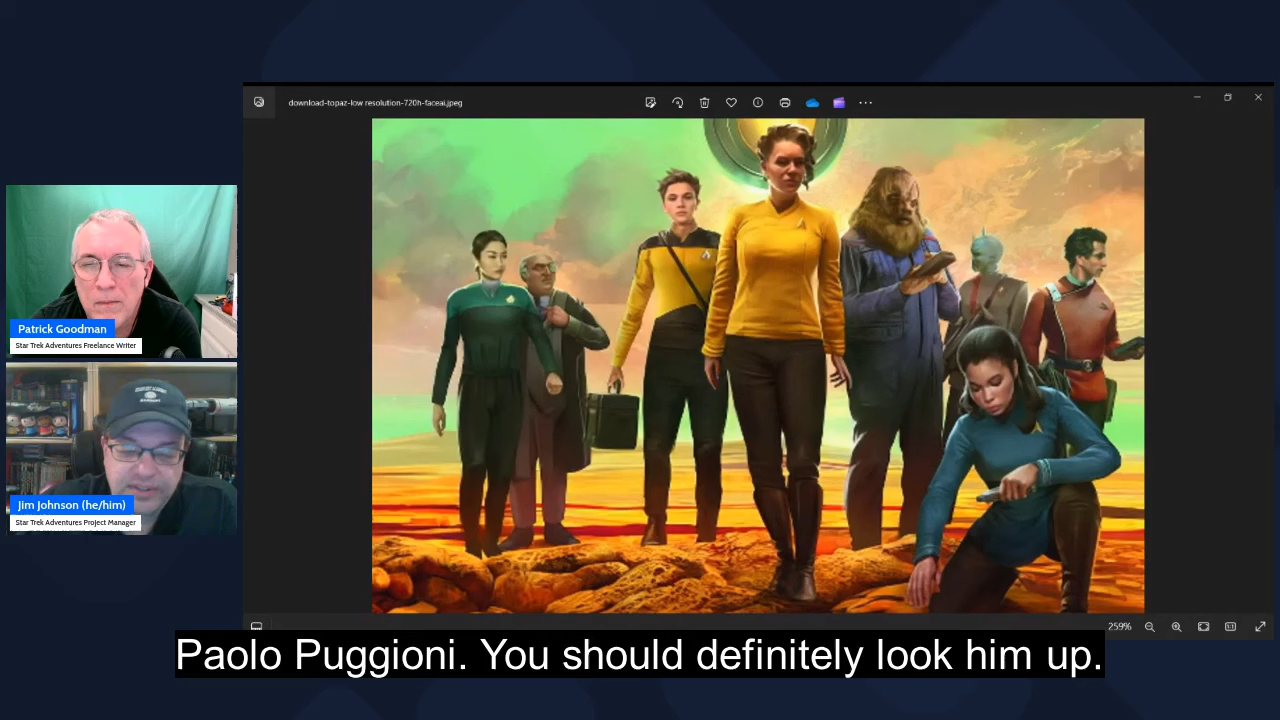 download-topaz-low resolution-720h-faceai.jpeg
Patrick Goodman
Star Trek Adventures Freelance Writer
Jim Johnson (he/him)
Star Trek Adventures Project Manager
259%
Paolo Puggioni. You should definitely look him up.